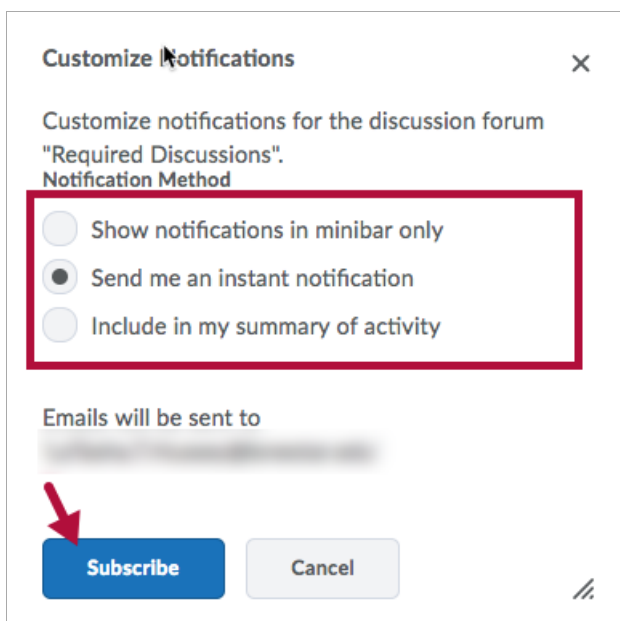 Customize Notifications
Customize notifications for the discussion forum
"Required Discussions".
Notification Method
Show notifications in minibar only
Send me an instant notification
Include in my summary of activity
Emails will be sent to
Subscribe
Cancel